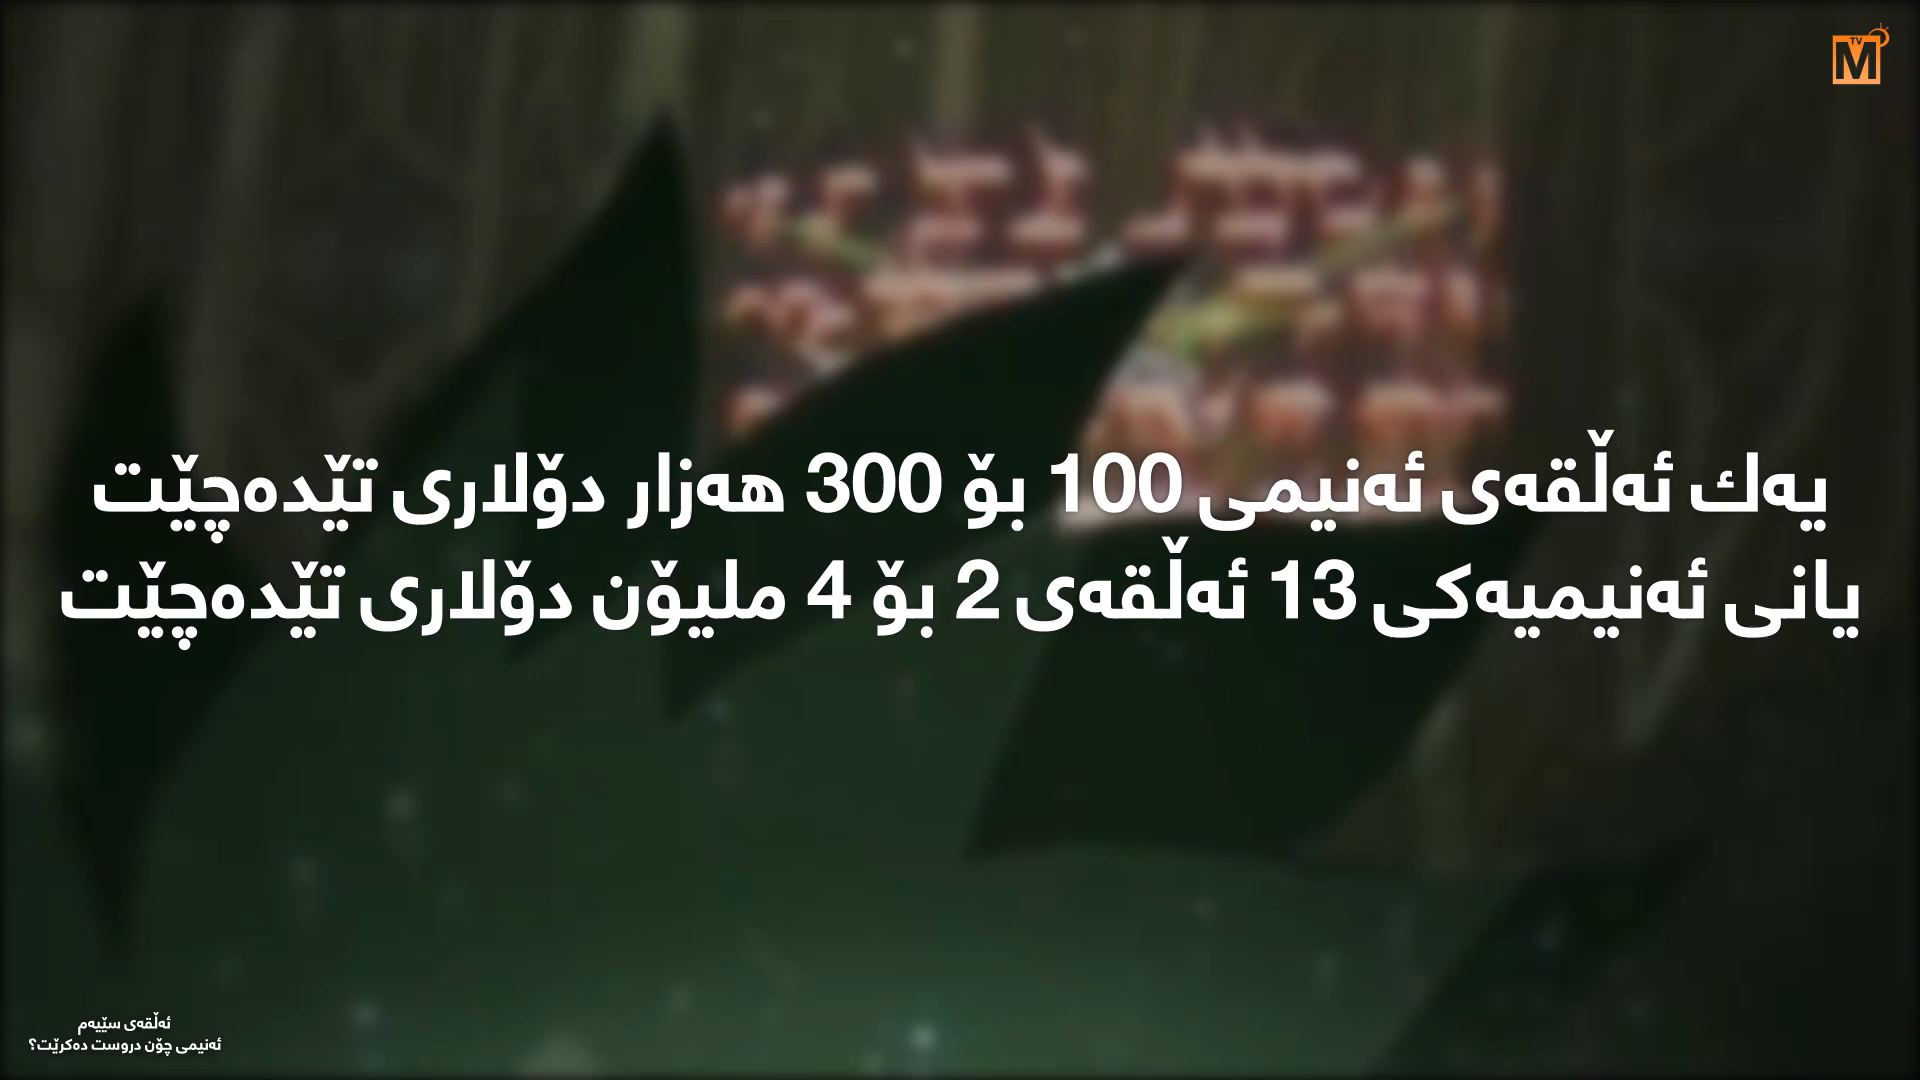 TV
M
یەك ئەڵقەی ئەنیمی 100 بۆ 300 هەزار دۆلاری تێدەچێت
یانی ئەنیمیەکی 13 ئەڵقەی 2 بۆ 4 ملیۆن دۆلاری تێدەچێت
ئەڵقەی سێیەم
ئەنیمی چۆن دروست دەکرێت؟